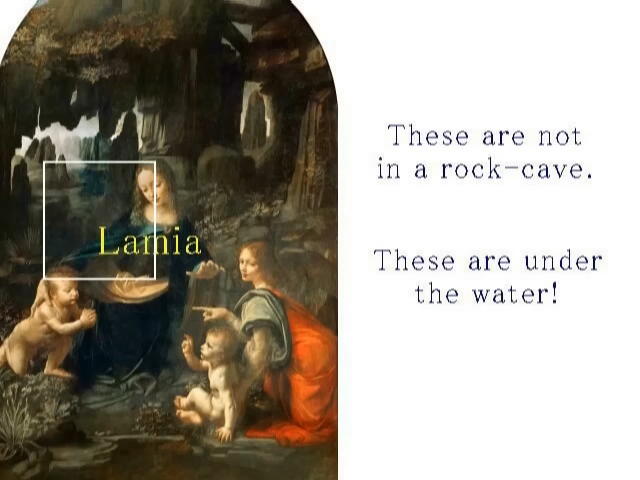 Lamia
These are not
in a rock-cave.
These are under
the water!